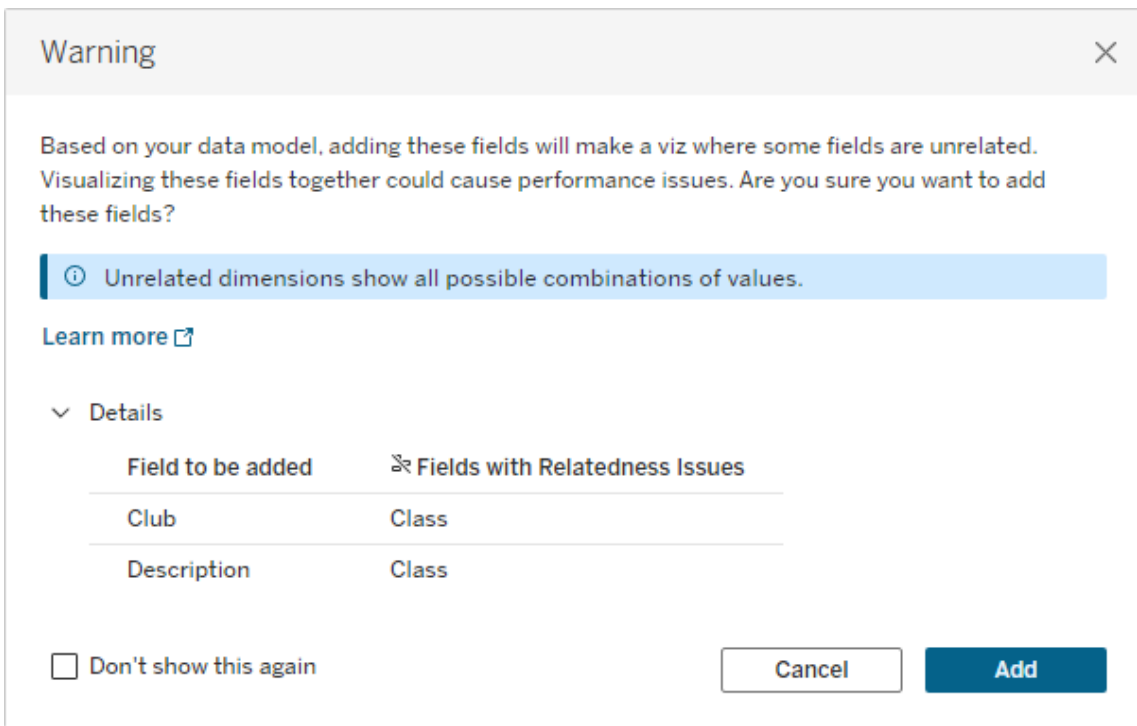 Warning
Based on your data model, adding these fields will make a viz where some fields are unrelated.
Visualizing these fields together could cause performance issues. Are you sure you want to add
these fields?
Unrelated dimensions show all possible combinations of values.
Learn more
Details
Field to be added Fields with Relatedness Issues
Club Class
Description Class
Don't show this again Cancel Add